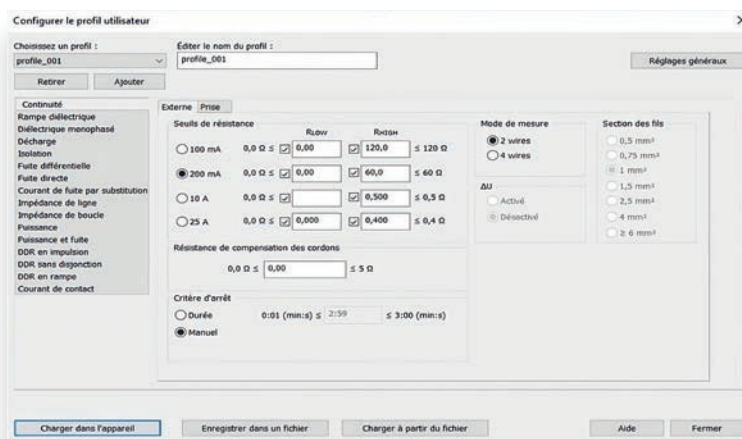 Configurer le profil utilisateur
Choisissez un profil :
profile_001
Éditer le nom du profil :
profile_001
Réglages généraux
Retirer
Ajouter
Continuité
Rampe diélectrique
Diélectrique monophasé
Décharge
Isolation
Fuite différentielle
Fuite directe
Courant de fuite par substitution
Impédance de ligne
Impédance de boucle
Puissance
Puissance et fuite
DDR en impulsion
DDR sans disjonction
DDR en rampe
Courant de contact
Externe Prise
Seuils de résistance
RLOW RHIGH
100 mA 0,0 Ω ≤ 0,00 120,0 ≤ 120 Ω
200 mA 0,0 Ω ≤ 0,00 60,0 ≤ 60 Ω
10 A 0,0 Ω ≤ 0,500 ≤ 0,5 Ω
25 A 0,0 Ω ≤ 0,000 0,400 ≤ 0,4 Ω
Résistance de compensation des cordons
0,0 Ω ≤ 0,00 ≤ 5 Ω
Critère d'arrêt
Durée 0:01 (min:s) ≤ 2:59 ≤ 3:00 (min:s)
Manuel
Mode de mesure
2 wires
4 wires
ΔU
Activé
Désactivé
Section des fils
0,5 mm²
0,75 mm²
1 mm²
1,5 mm²
2,5 mm²
4 mm²
≥ 6 mm²
Charger dans l'appareil
Enregistrer dans un fichier
Charger à partir du fichier
Aide
Fermer